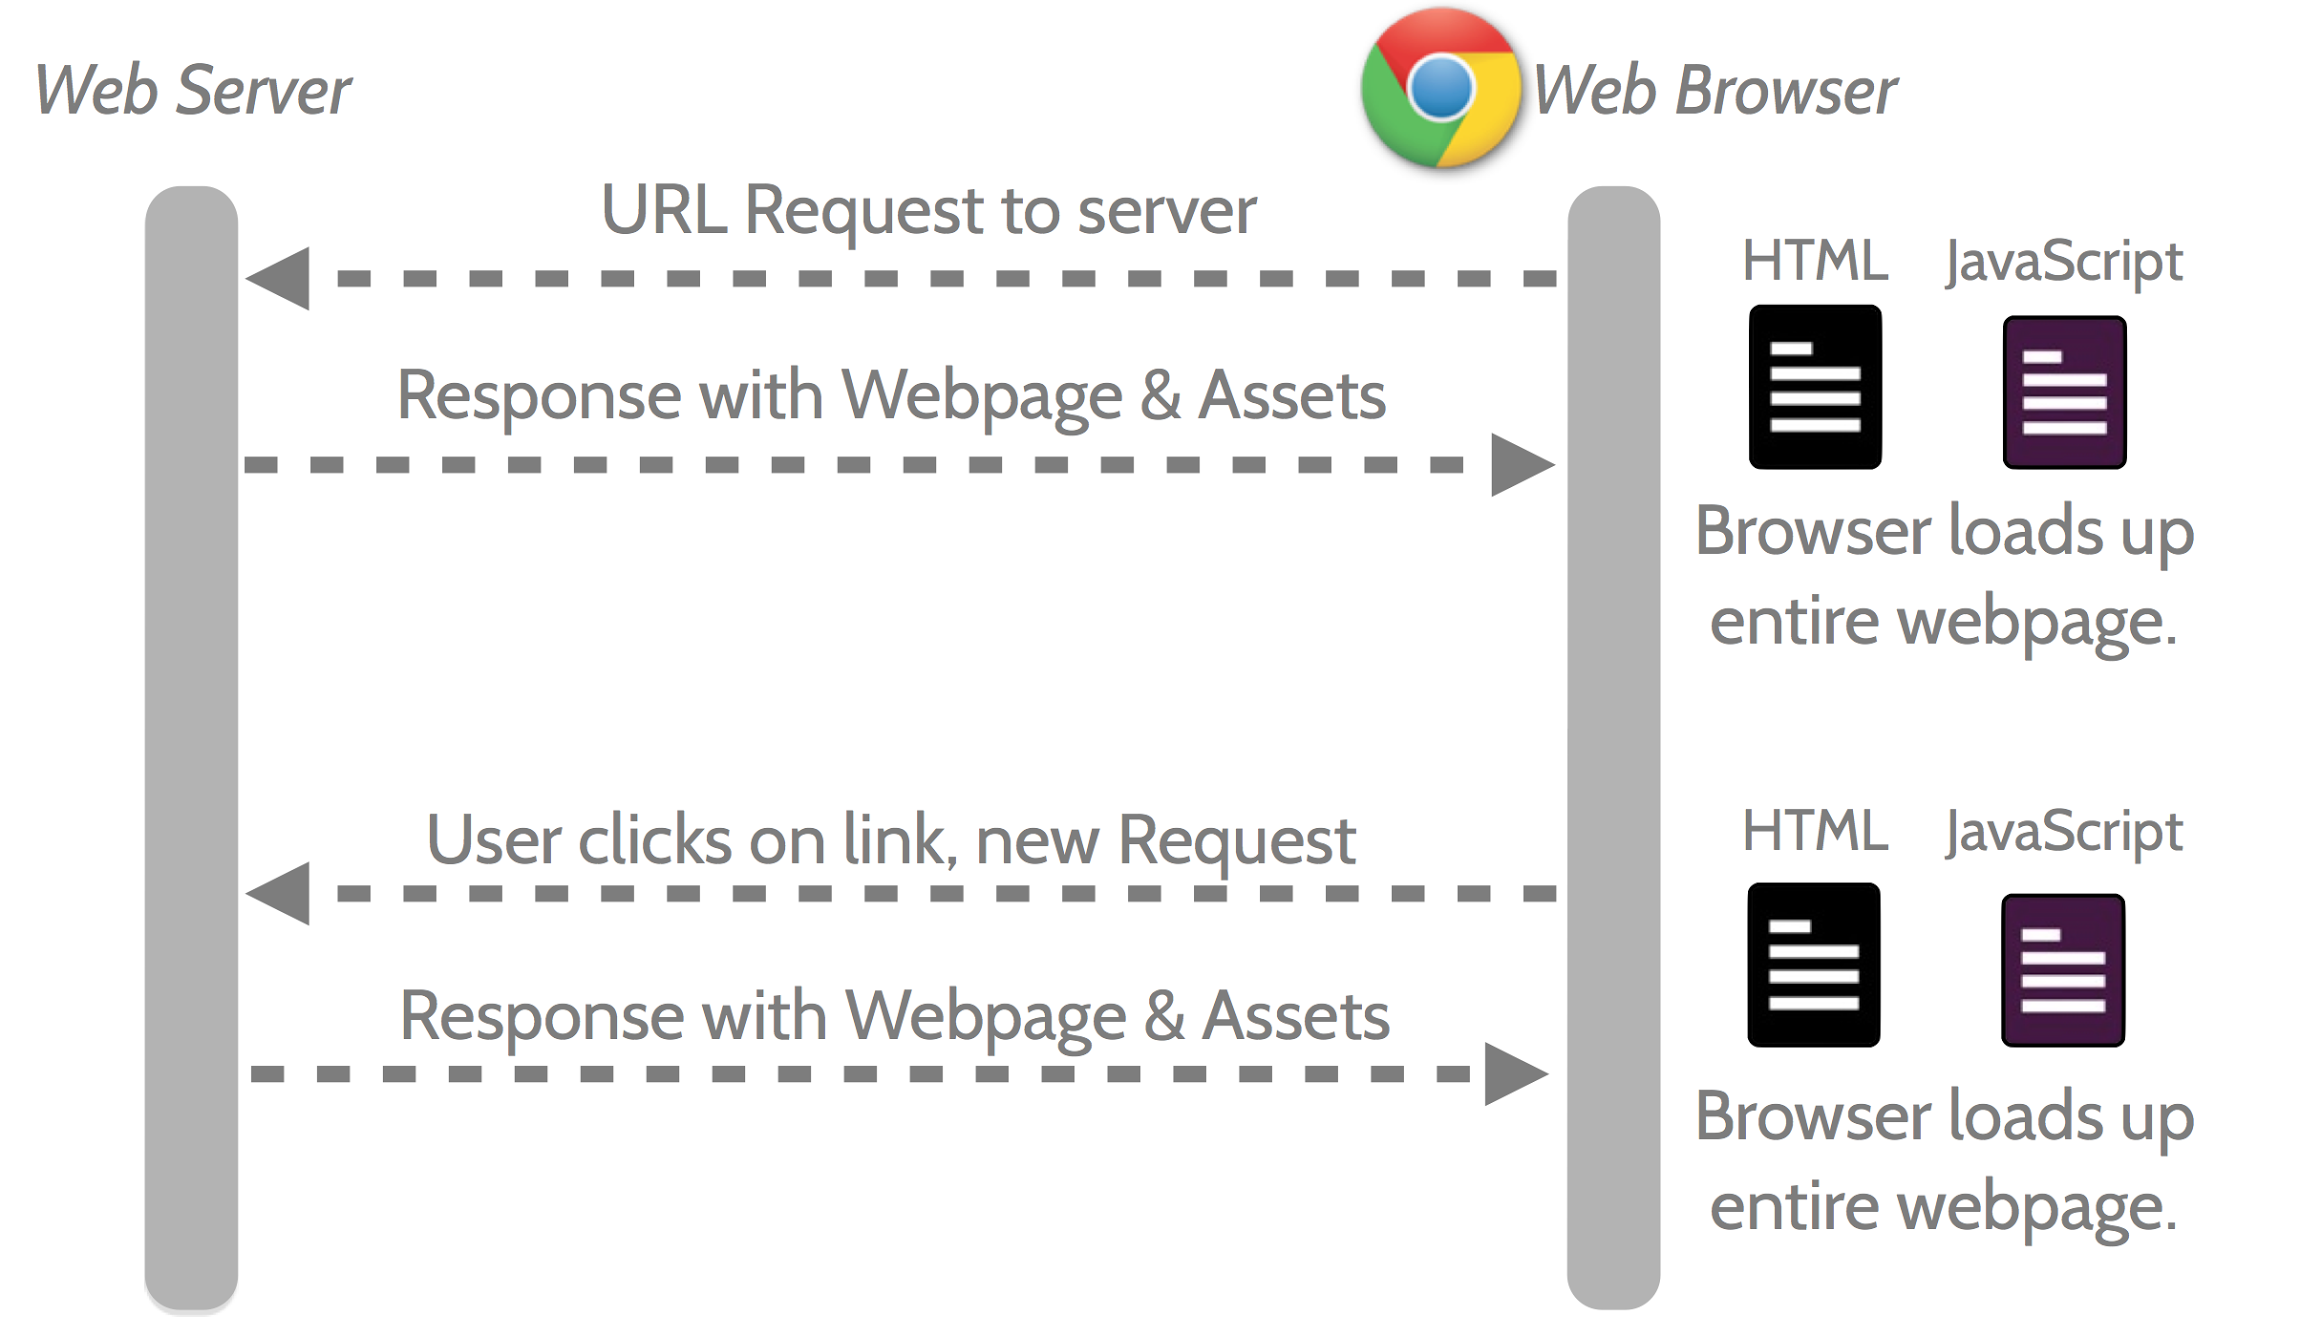 Web Server
Web Browser
URL Request to server
HTML
JavaScript
Response with Webpage & Assets
Browser loads up
entire webpage.
User clicks on link, new Request
HTML
JavaScript
Response with Webpage & Assets
Browser loads up
entire webpage.